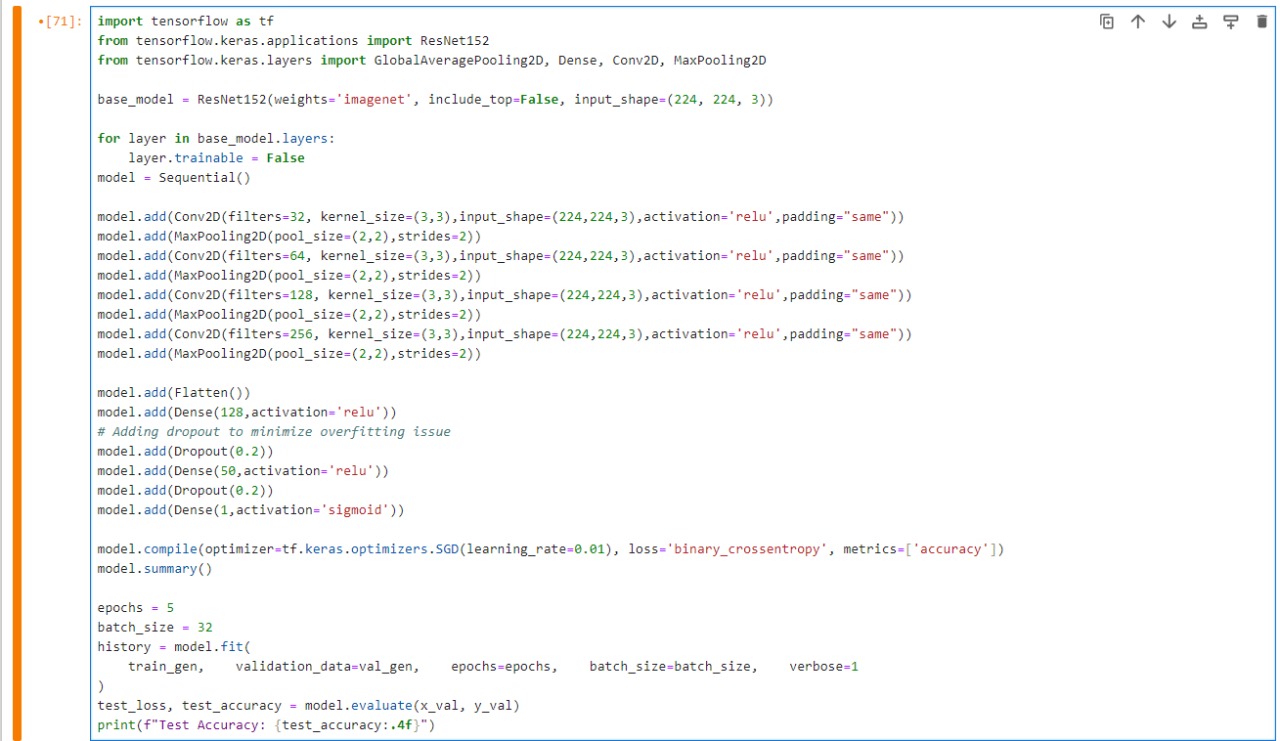 •[71]:
import tensorflow as tf
from tensorflow.keras.applications import ResNet152
from tensorflow.keras.layers import GlobalAveragePooling2D, Dense, Conv2D, MaxPooling2D
base_model = ResNet152(weights='imagenet', include_top=False, input_shape=(224, 224, 3))
for layer in base_model.layers:
    layer.trainable = False
model = Sequential()
model.add(Conv2D(filters=32, kernel_size=(3,3),input_shape=(224,224,3),activation='relu',padding="same"))
model.add(MaxPooling2D(pool_size=(2,2),strides=2))
model.add(Conv2D(filters=64, kernel_size=(3,3),input_shape=(224,224,3),activation='relu',padding="same"))
model.add(MaxPooling2D(pool_size=(2,2),strides=2))
model.add(Conv2D(filters=128, kernel_size=(3,3),input_shape=(224,224,3),activation='relu',padding="same"))
model.add(MaxPooling2D(pool_size=(2,2),strides=2))
model.add(Conv2D(filters=256, kernel_size=(3,3),input_shape=(224,224,3),activation='relu',padding="same"))
model.add(MaxPooling2D(pool_size=(2,2),strides=2))
model.add(Flatten())
model.add(Dense(128,activation='relu'))
# Adding dropout to minimize overfitting issue
model.add(Dropout(0.2))
model.add(Dense(50,activation='relu'))
model.add(Dropout(0.2))
model.add(Dense(1,activation='sigmoid'))
model.compile(optimizer=tf.keras.optimizers.SGD(learning_rate=0.01), loss='binary_crossentropy', metrics=['accuracy'])
model.summary()
epochs = 5
batch_size = 32
history = model.fit(
    train_gen,    validation_data=val_gen,    epochs=epochs,    batch_size=batch_size,    verbose=1
)
test_loss, test_accuracy = model.evaluate(x_val, y_val)
print(f"Test Accuracy: {test_accuracy:.4f}")